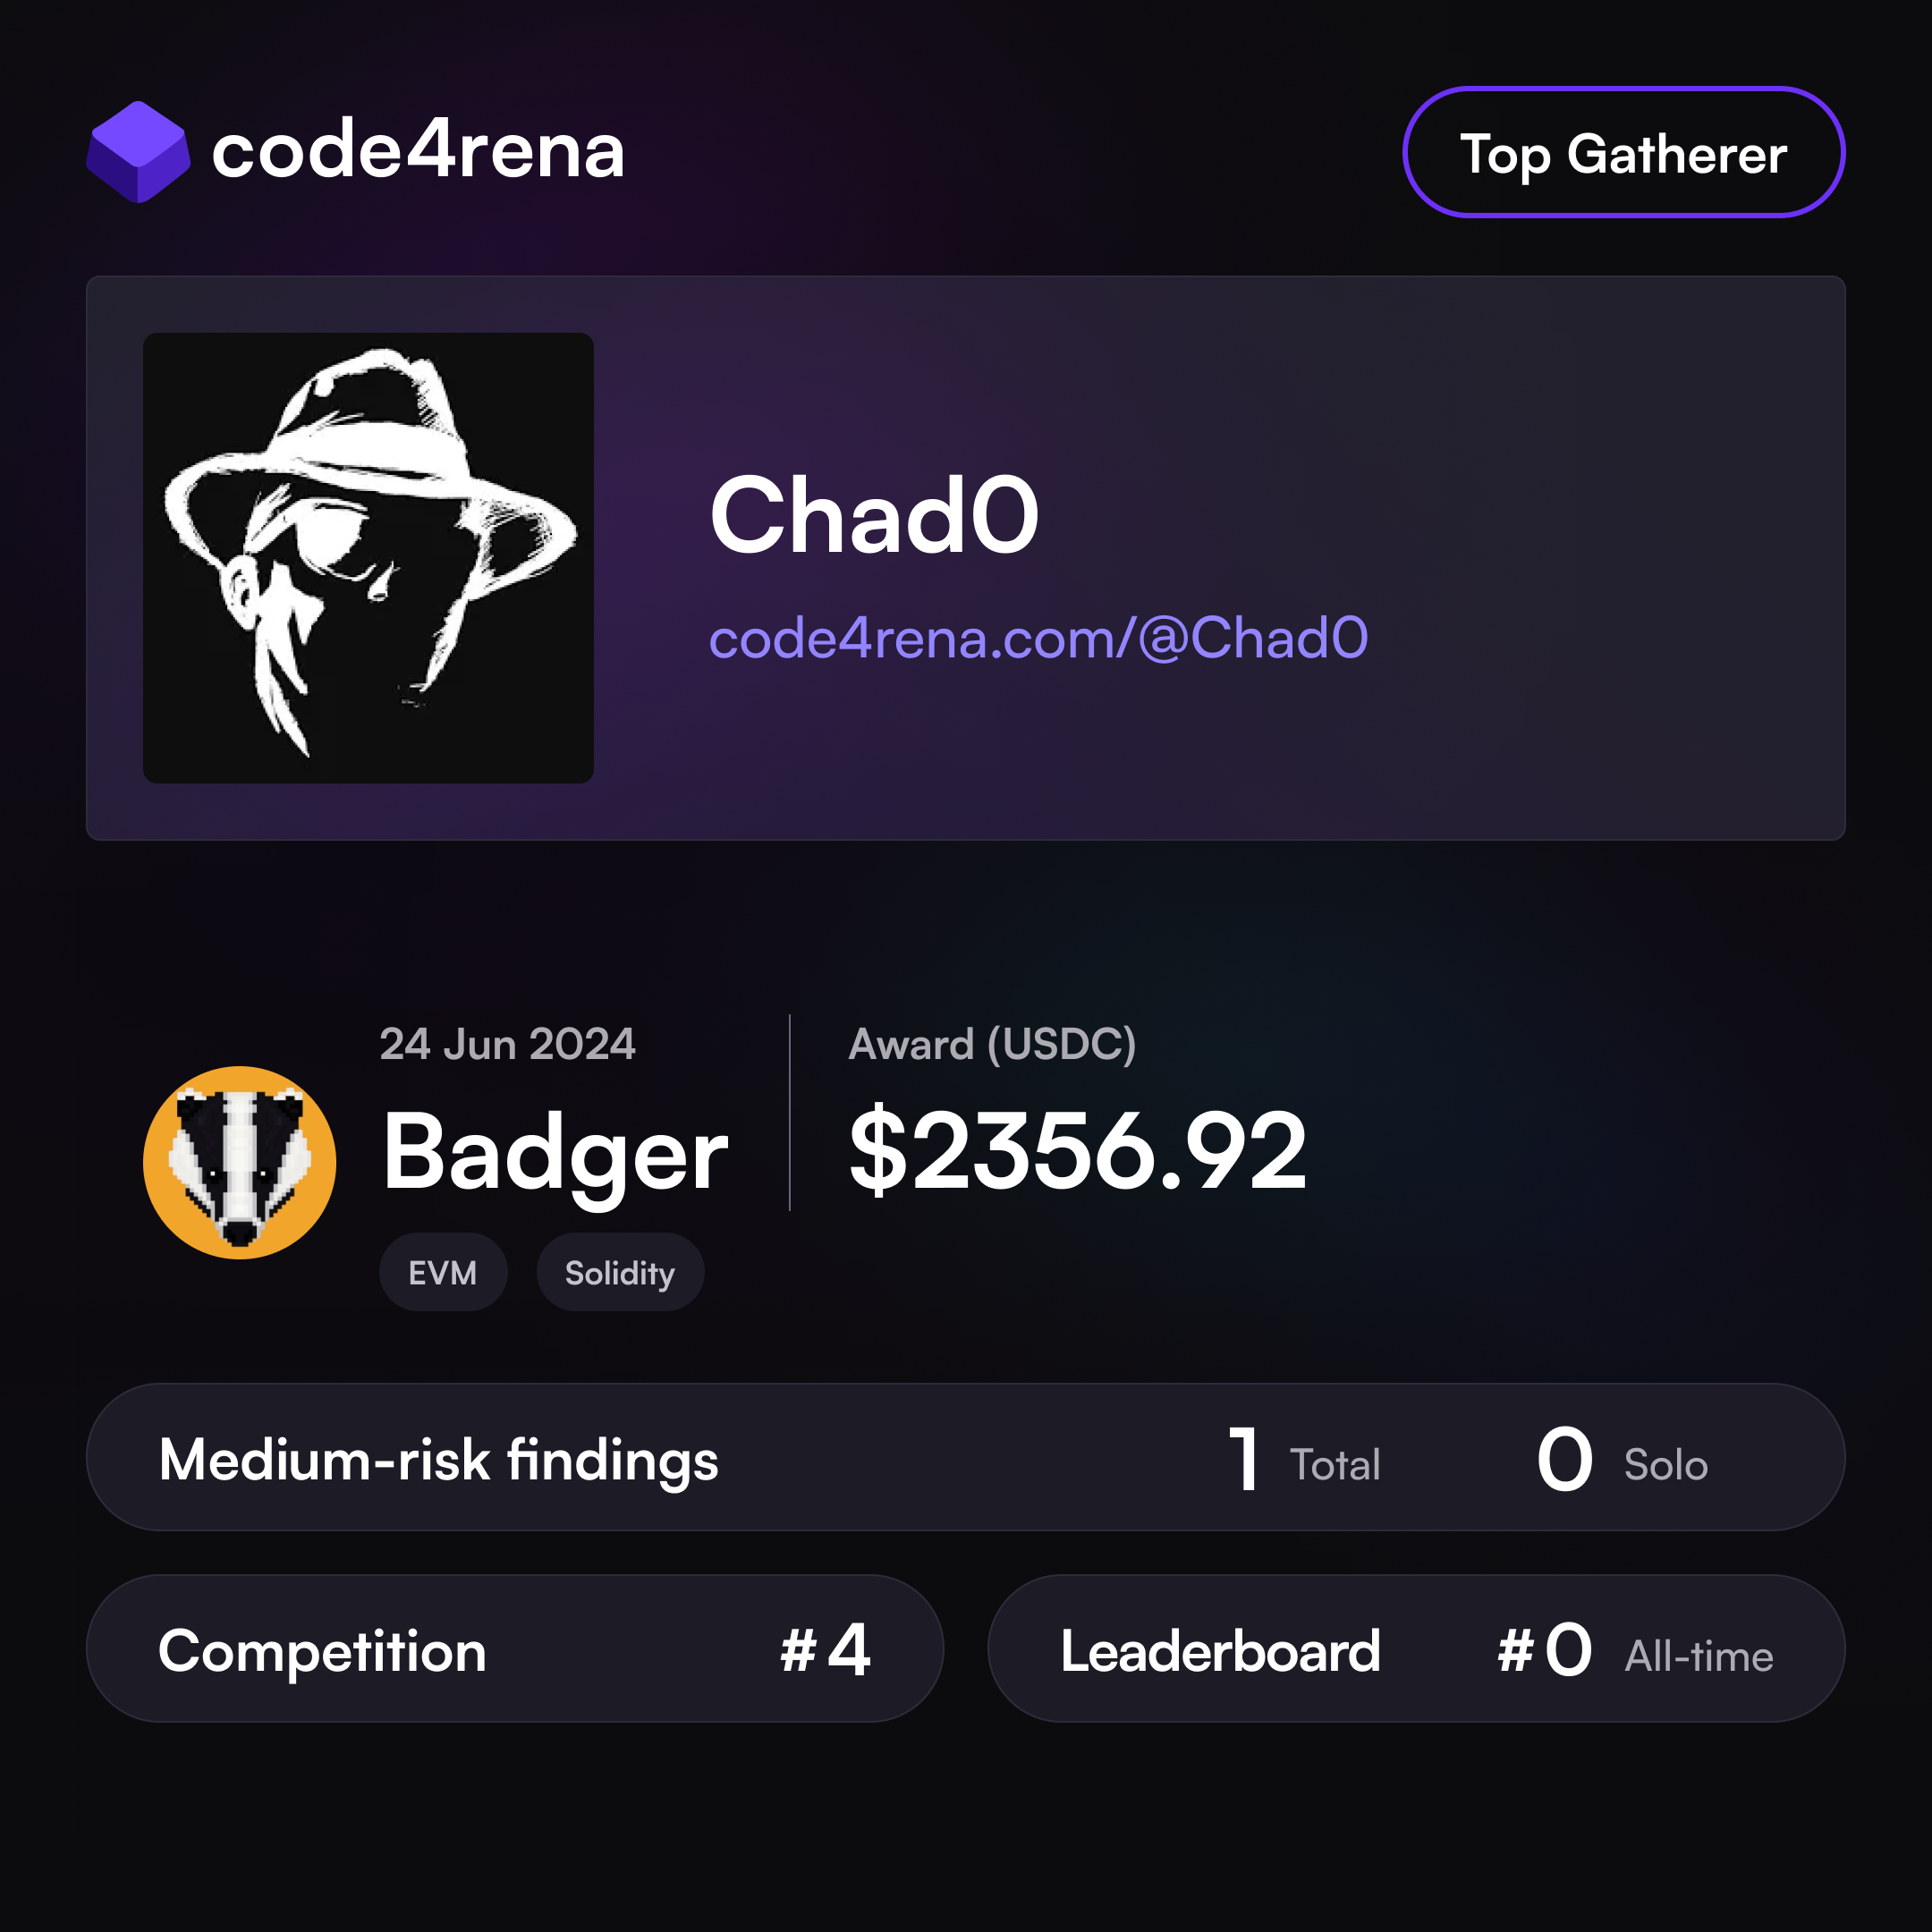 code4rena
Top Gatherer
Chad0
code4rena.com/@Chad0
24 Jun 2024
Badger
EVM Solidity
Award (USDC)
$2356.92
Medium-risk findings 1 Total 0 Solo
Competition #4
Leaderboard #0 All-time